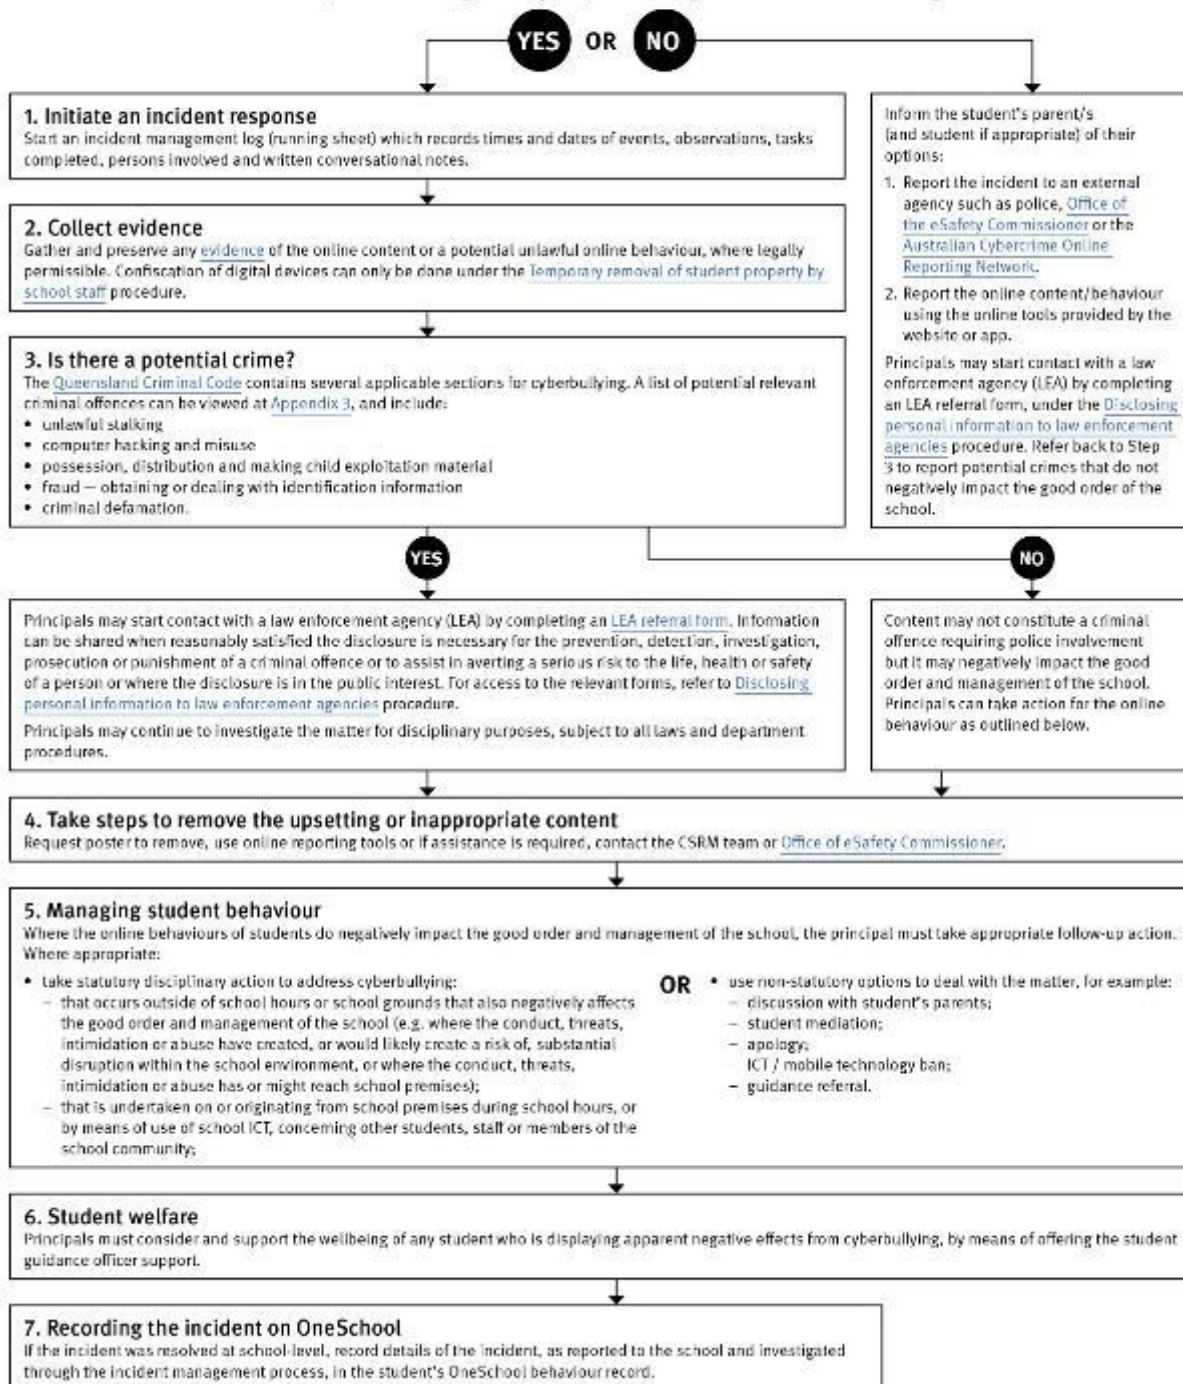 YES OR NO
1. Initiate an incident response
Start an incident management log (running sheet) which records times and dates of events, observations, tasks
completed, persons involved and written conversational notes.
2. Collect evidence
Gather and preserve any evidence of the online content or a potential unlawful online behaviour, where legally
permissible. Confiscation of digital devices can only be done under the Temporary removal of student property by
school staff procedure.
3. Is there a potential crime?
The Queensland Criminal Code contains several applicable sections for cyberbullying. A list of potential relevant
criminal offences can be viewed at Appendix 3, and include:
• unlawful stalking
• computer hacking and misuse
• possession, distribution and making child exploitation material
• fraud — obtaining or dealing with identification information
• criminal defamation.
Inform the student's parent/s
(and student if appropriate) of their
options:
1. Report the incident to an external
agency such as police, Office of
the eSafety Commissioner or the
Australian Cybercrime Online
Reporting Network.
2. Report the online content/behaviour
using the online tools provided by the
website or app.
Principals may start contact with a law
enforcement agency (LEA) by completing
an LEA referral form, under the Disclosing
personal information to law enforcement
agencies procedure. Refer back to Step
3 to report potential crimes that do not
negatively impact the good order of the
school.
YES
NO
Principals may start contact with a law enforcement agency (LEA) by completing an LEA referral form. Information
can be shared when reasonably satisfied the disclosure is necessary for the prevention, detection, investigation,
prosecution or punishment of a criminal offence or to assist in averting a serious risk to the life, health or safety
of a person or where the disclosure is in the public interest. For access to the relevant forms, refer to Disclosing
personal information to law enforcement agencies procedure.
Principals may continue to investigate the matter for disciplinary purposes, subject to all laws and department
procedures.
Content may not constitute a criminal
offence requiring police involvement
but it may negatively impact the good
order and management of the school.
Principals can take action for the online
behaviour as outlined below.
4. Take steps to remove the upsetting or inappropriate content
Request poster to remove, use online reporting tools or if assistance is required, contact the CSRM team or Office of eSafety Commissioner.
5. Managing student behaviour
Where the online behaviours of students do negatively impact the good order and management of the school, the principal must take appropriate follow-up action.
Where appropriate:
• take statutory disciplinary action to address cyberbullying:
– that occurs outside of school hours or school grounds that also negatively affects
the good order and management of the school (e.g. where the conduct, threats,
intimidation or abuse have created, or would likely create a risk of, substantial
disruption within the school environment, or where the conduct, threats,
intimidation or abuse has or might reach school premises);
– that is undertaken on or originating from school premises during school hours, or
by means of use of school ICT, concerning other students, staff or members of the
school community;
OR
• use non-statutory options to deal with the matter, for example:
– discussion with student's parents;
– student mediation;
– apology;
ICT / mobile technology ban;
– guidance referral.
6. Student welfare
Principals must consider and support the wellbeing of any student who is displaying apparent negative effects from cyberbullying, by means of offering the student
guidance officer support.
7. Recording the incident on OneSchool
If the incident was resolved at school-level, record details of the incident, as reported to the school and investigated
through the incident management process, in the student's OneSchool behaviour record.